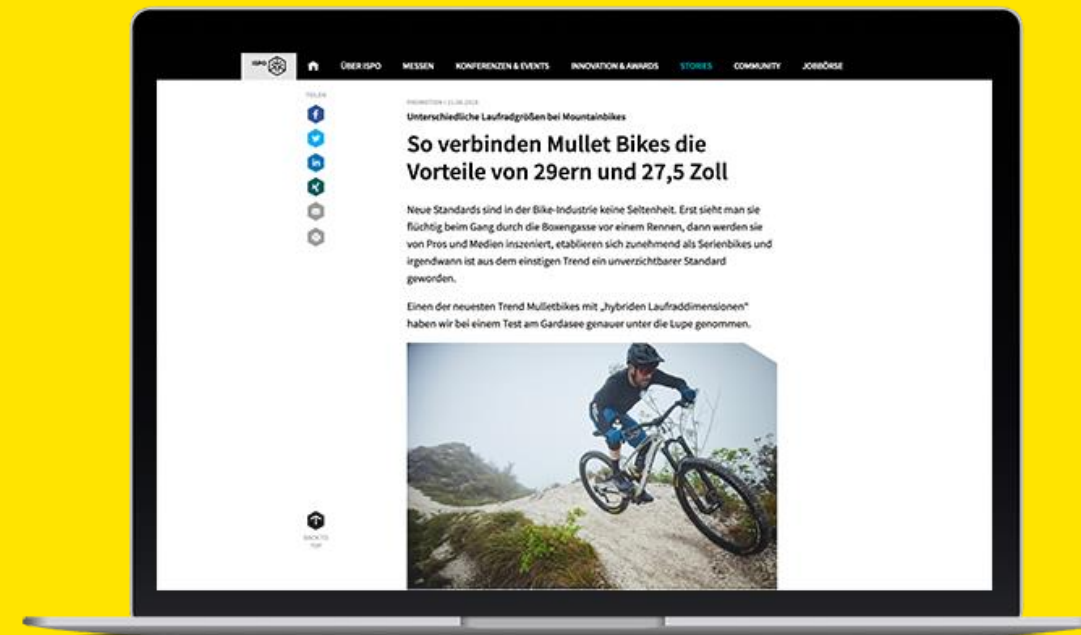 ISPO
ÜBER ISPO MESSEN KONFERENZEN & EVENTS INNOVATION & AWARDS STORIES COMMUNITY JOBBÖRSE
TEILEN
Unterschiedliche Laufradgrößen bei Mountainbikes
So verbinden Mullet Bikes die
Vorteile von 29ern und 27,5 Zoll
Neue Standards sind in der Bike-Industrie keine Seltenheit. Erst sieht man sie
flüchtig beim Gang durch die Boxengasse vor einem Rennen, dann werden sie
von Pros und Medien inszeniert, etablieren sich zunehmend als Serienbikes und
irgendwann ist aus dem einstigen Trend ein unverzichtbarer Standard
geworden.
Einen der neuesten Trend Mulletbikes mit „hybriden Laufraddimensionen“
haben wir bei einem Test am Gardasee genauer unter die Lupe genommen.
BACK TO
TOP